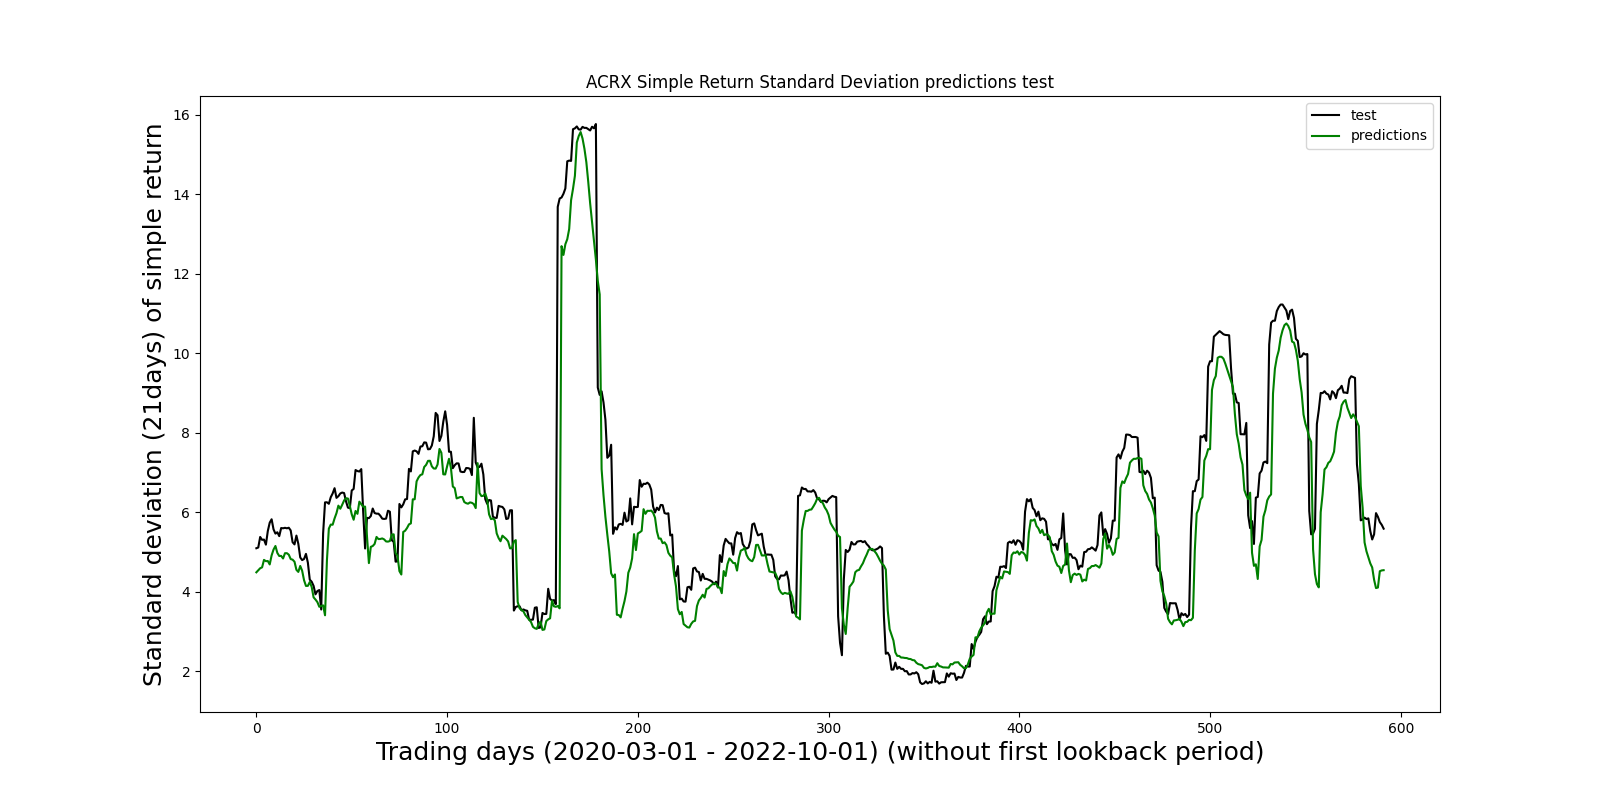 ACRX Simple Return Standard Deviation predictions test
test
predictions
Standard deviation (21days) of simple return
16
14
12
10
8
6
4
2
0 100 200 300 400 500 600
Trading days (2020-03-01 - 2022-10-01) (without first lookback period)